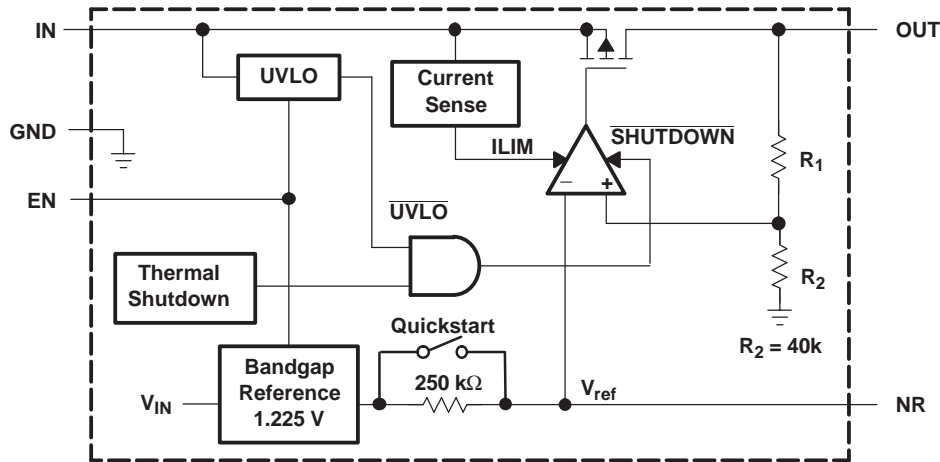 IN
OUT
UVLO
Current
Sense
GND
SHUTDOWN
ILIM
R1
− +
EN
UVLO
Thermal
Shutdown
R2
Quickstart
R2 = 40k
Bandgap
Reference
1.225 V
250 kΩ
VIN
Vref
NR